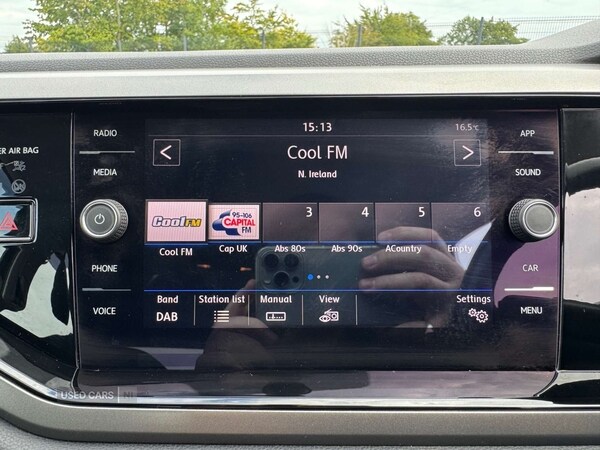 15:13
16.5°C
RADIO
MEDIA
PHONE
VOICE
ER AIR BAG
<
Cool FM
>
N. Ireland
CoolFM
95-106
CAPITAL
FM
3
4
5
6
Cool FM
Cap UK
Abs 80s
Abs 90s
ACountry
Empty
Band
DAB
Station list
Manual
View
Settings
APP
SOUND
CAR
MENU
USED CARS NI